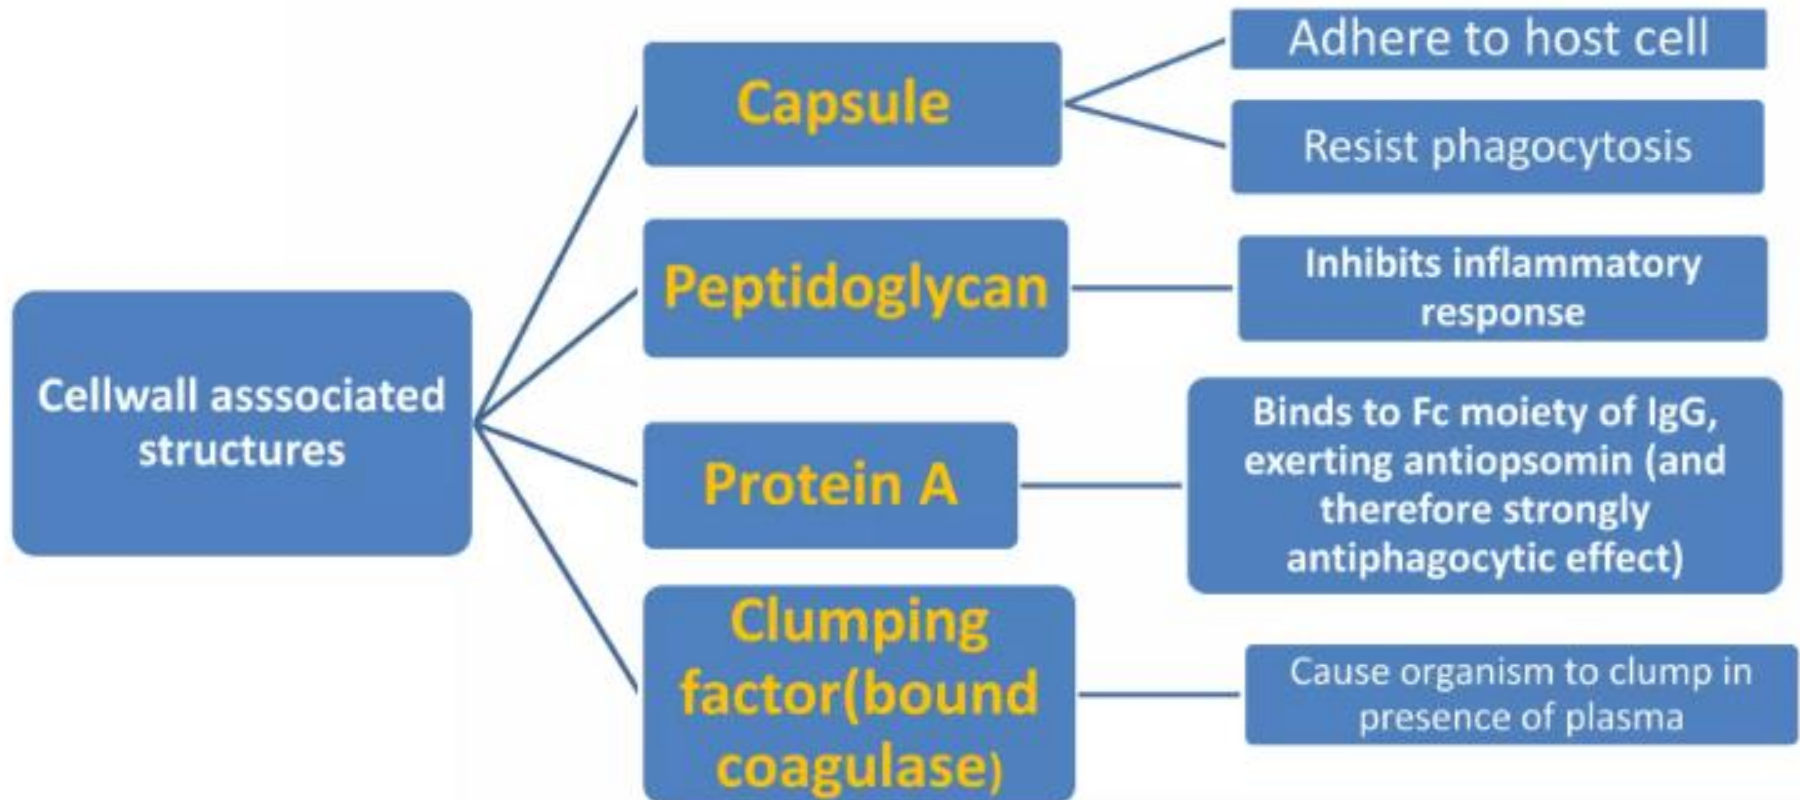 Cellwall asssociated
structures
Capsule
Adhere to host cell
Resist phagocytosis
Peptidoglycan
Inhibits inflammatory
response
Protein A
Binds to Fc moiety of IgG,
exerting antiopsomin (and
therefore strongly
antiphagocytic effect)
Clumping
factor(bound
coagulase)
Cause organism to clump in
presence of plasma